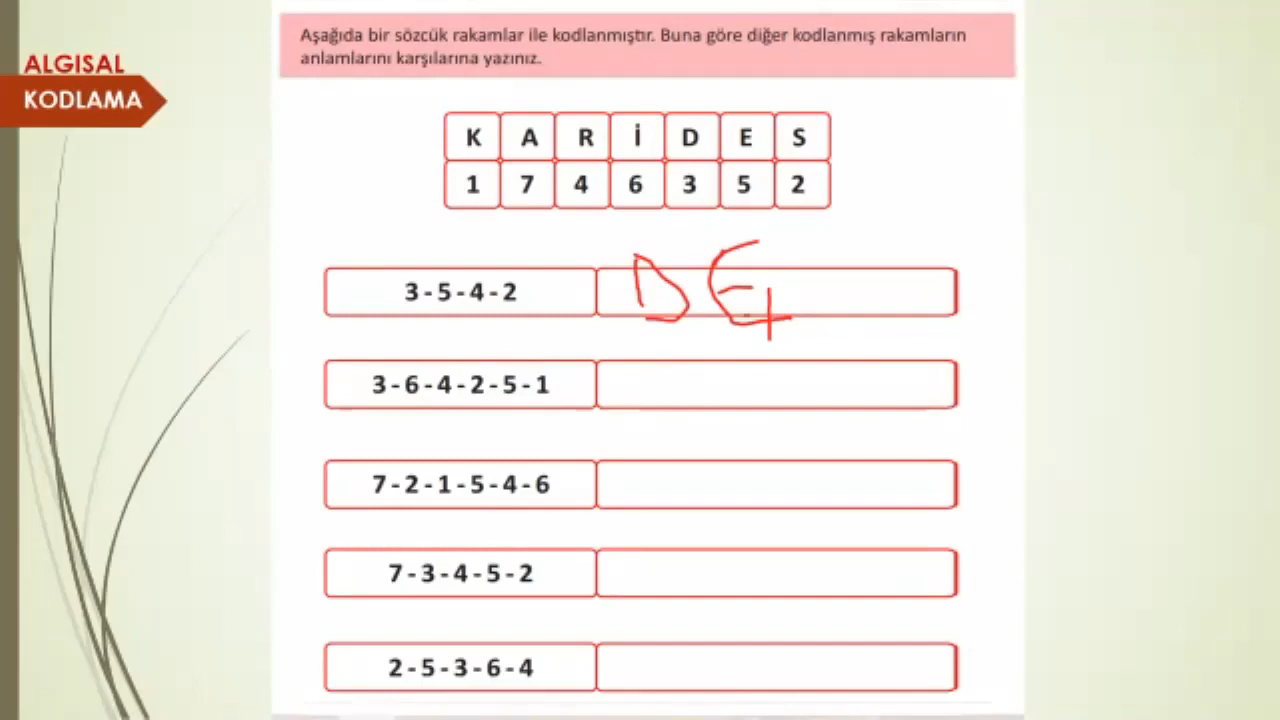 Aşağıda bir sözcük rakamlar ile kodlanmıştır. Buna göre diğer kodlanmış rakamların
anlamlarını karşılarına yazınız.
ALGISAL
KODLAMA
K A R İ D E S
1 7 4 6 3 5 2
3 - 5 - 4 - 2 D E
3 - 6 - 4 - 2 - 5 - 1
7 - 2 - 1 - 5 - 4 - 6
7 - 3 - 4 - 5 - 2
2 - 5 - 3 - 6 - 4